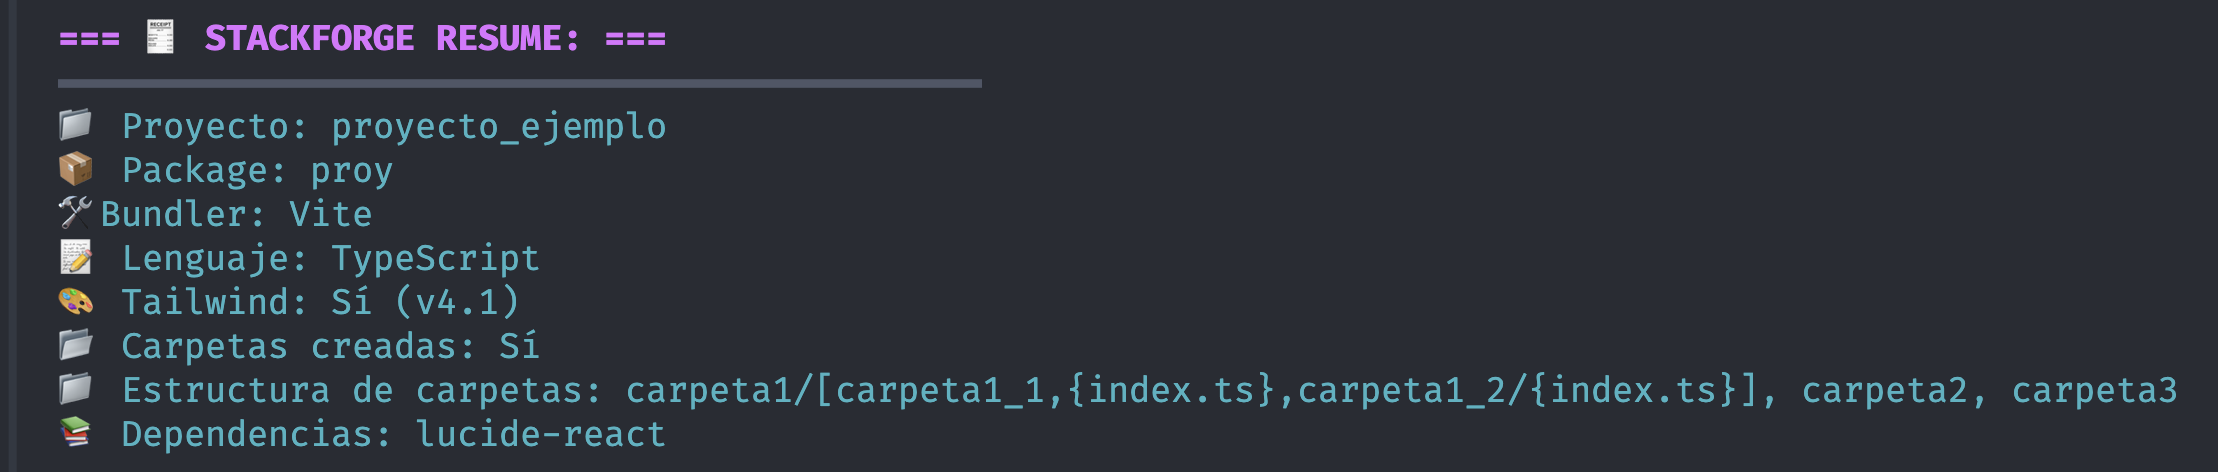 === 🧾 STACKFORGE RESUME: ===
📁 Proyecto: proyecto_ejemplo
📦 Package: proy
🛠️ Bundler: Vite
📝 Lenguaje: TypeScript
🎨 Tailwind: Sí (v4.1)
📂 Carpetas creadas: Sí
📁 Estructura de carpetas: carpeta1/[carpeta1_1,{index.ts},carpeta1_2/{index.ts}], carpeta2, carpeta3
📚 Dependencias: lucide-react